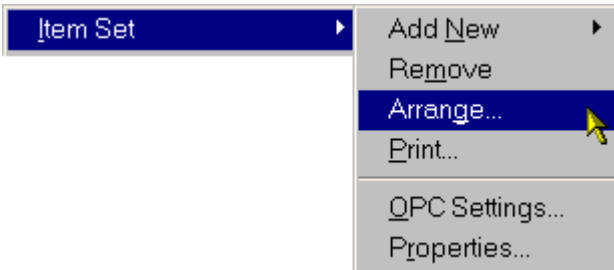 Item Set
Add New
Remove
Arrange...
Print...
OPC Settings...
Properties...